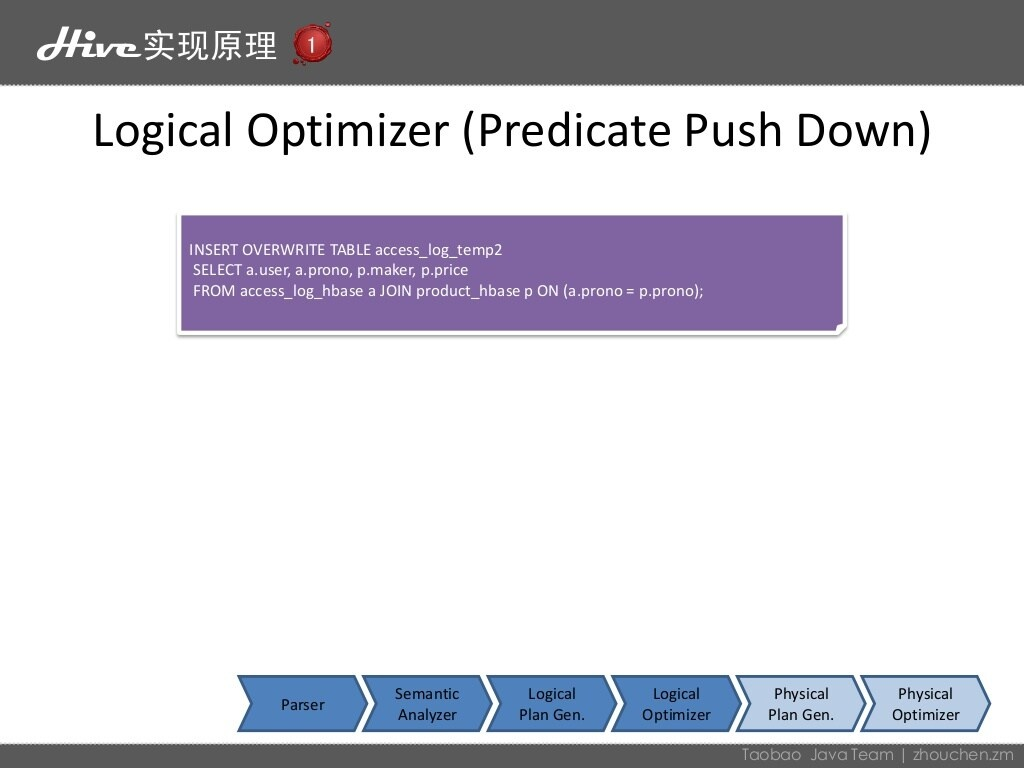 Hive实现原理 1
Logical Optimizer (Predicate Push Down)
INSERT OVERWRITE TABLE access_log_temp2
SELECT a.user, a.prono, p.maker, p.price
FROM access_log_hbase a JOIN product_hbase p ON (a.prono = p.prono);
Parser
Semantic
Analyzer
Logical
Plan Gen.
Logical
Optimizer
Physical
Plan Gen.
Physical
Optimizer
Taobao Java Team | zhouchen.zm